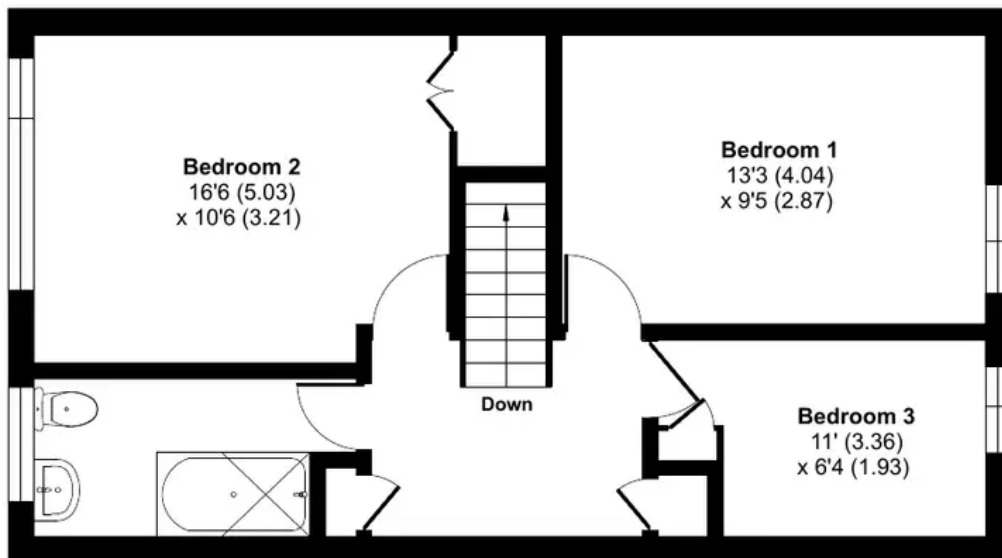 Bedroom 2
16'6 (5.03)
x 10'6 (3.21)
Bedroom 1
13'3 (4.04)
x 9'5 (2.87)
Down
Bedroom 3
11' (3.36)
x 6'4 (1.93)